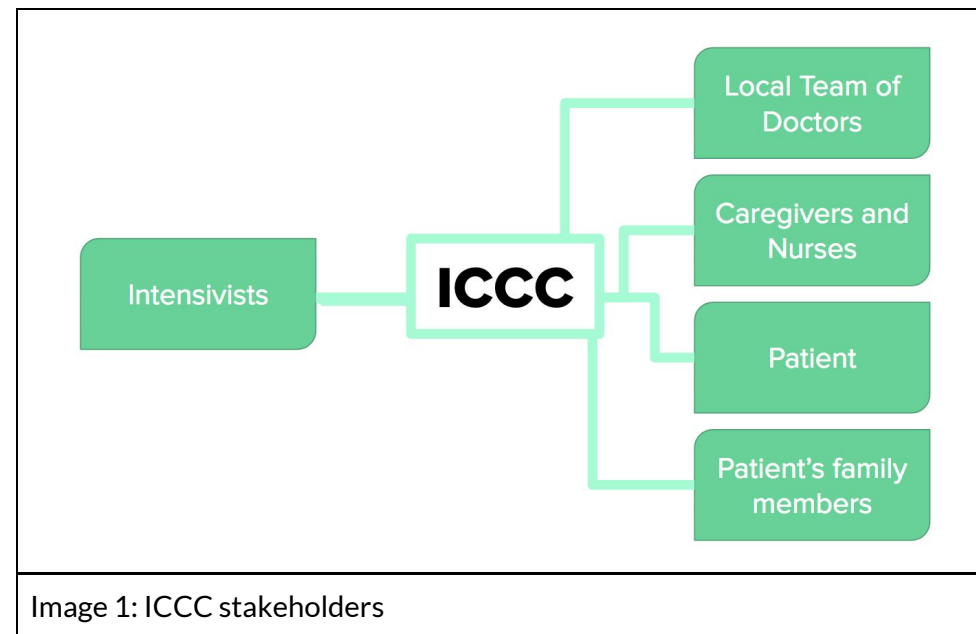 Intensivists
ICCC
Local Team of
Doctors
Caregivers and
Nurses
Patient
Patient’s family
members
Image 1: ICCC stakeholders